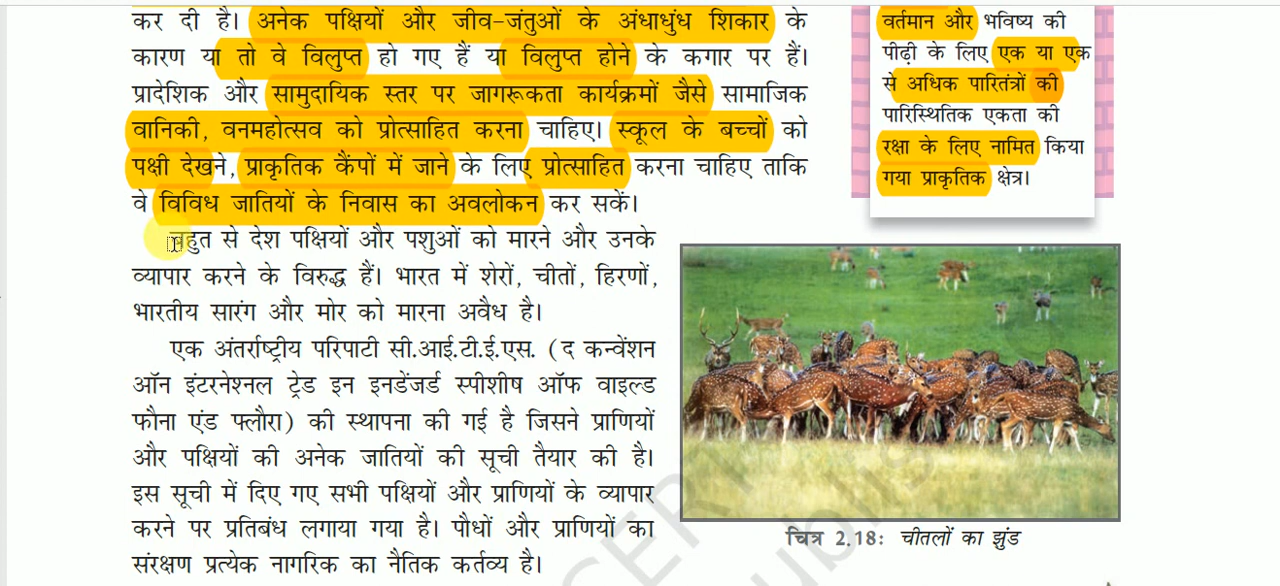 कर दी है। अनेक पक्षियों और जीव-जंतुओं के अंधाधुंध शिकार के
कारण या तो वे विलुप्त हो गए हैं या विलुप्त होने के कगार पर हैं।
प्रादेशिक और सामुदायिक स्तर पर जागरूकता कार्यक्रमों जैसे सामाजिक
वानिकी, वनमहोत्सव को प्रोत्साहित करना चाहिए। स्कूल के बच्चों को
पक्षी देखने, प्राकृतिक कैंपों में जाने के लिए प्रोत्साहित करना चाहिए ताकि
वे विविध जातियों के निवास का अवलोकन कर सकें।
बहुत से देश पक्षियों और पशुओं को मारने और उनके
व्यापार करने के विरुद्ध हैं। भारत में शेरों, चीतों, हिरणों,
भारतीय सारंग और मोर को मारना अवैध है।
एक अंतर्राष्ट्रीय परिपाटी सी.आई.टी.ई.एस. (द कन्वेंशन
ऑन इंटरनेश्नल ट्रेड इन इनडेंजर्ड स्पीशीष ऑफ वाइल्ड
फौना एंड फ्लौरा) की स्थापना की गई है जिसने प्राणियों
और पक्षियों की अनेक जातियों की सूची तैयार की है।
इस सूची में दिए गए सभी पक्षियों और प्राणियों के व्यापार
करने पर प्रतिबंध लगाया गया है। पौधों और प्राणियों का
संरक्षण प्रत्येक नागरिक का नैतिक कर्तव्य है।
वर्तमान और भविष्य की
पीढ़ी के लिए एक या एक
से अधिक पारितंत्रों की
पारिस्थितिक एकता की
रक्षा के लिए नामित किया
गया प्राकृतिक क्षेत्र।
चित्र 2.18: चीतलों का झुंड